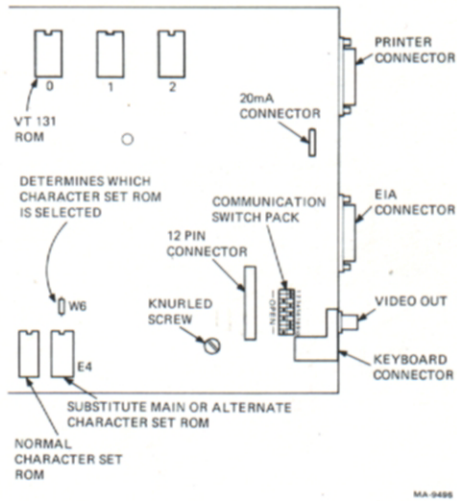 PRINTER
CONNECTOR
0
1
2
20mA
CONNECTOR
VT 131
ROM
DETERMINES WHICH
CHARACTER SET ROM
IS SELECTED
COMMUNICATION
SWITCH PACK
EIA
CONNECTOR
12 PIN
CONNECTOR
W6
KNURLED
SCREW
OPEN
VIDEO OUT
E4
KEYBOARD
CONNECTOR
SUBSTITUTE MAIN OR ALTERNATE
CHARACTER SET ROM
NORMAL
CHARACTER SET
ROM
MA-9498